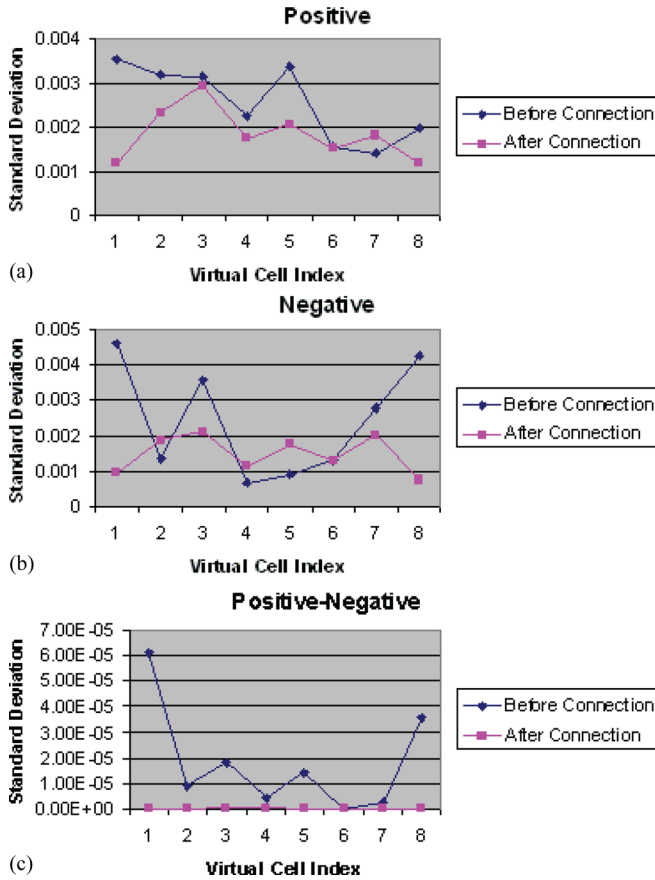 Positive
0.004
0.003
0.002
0.001
0
Standard Deviation
1 2 3 4 5 6 7 8
Virtual Cell Index
Before Connection
After Connection
(a)
Negative
0.005
0.004
0.003
0.002
0.001
0
Standard Deviation
1 2 3 4 5 6 7 8
Virtual Cell Index
Before Connection
After Connection
(b)
Positive-Negative
7.00E-05
6.00E-05
5.00E-05
4.00E-05
3.00E-05
2.00E-05
1.00E-05
0.00E+00
Standard Deviation
1 2 3 4 5 6 7 8
Virtual Cell Index
Before Connection
After Connection
(c)